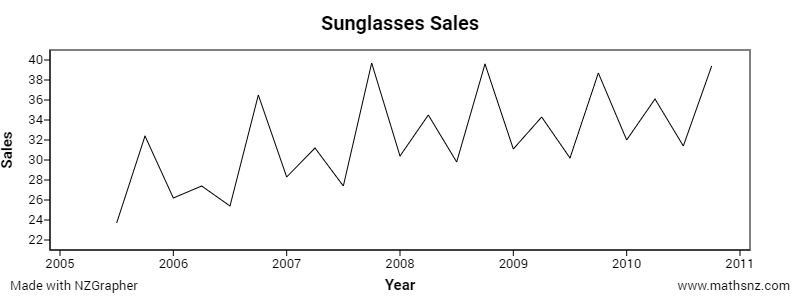 Sunglasses Sales
Sales
40
38
36
34
32
30
28
26
24
22
2005 2006 2007 2008 2009 2010 2011
Year
Made with NZGrapher
www.mathsnz.com